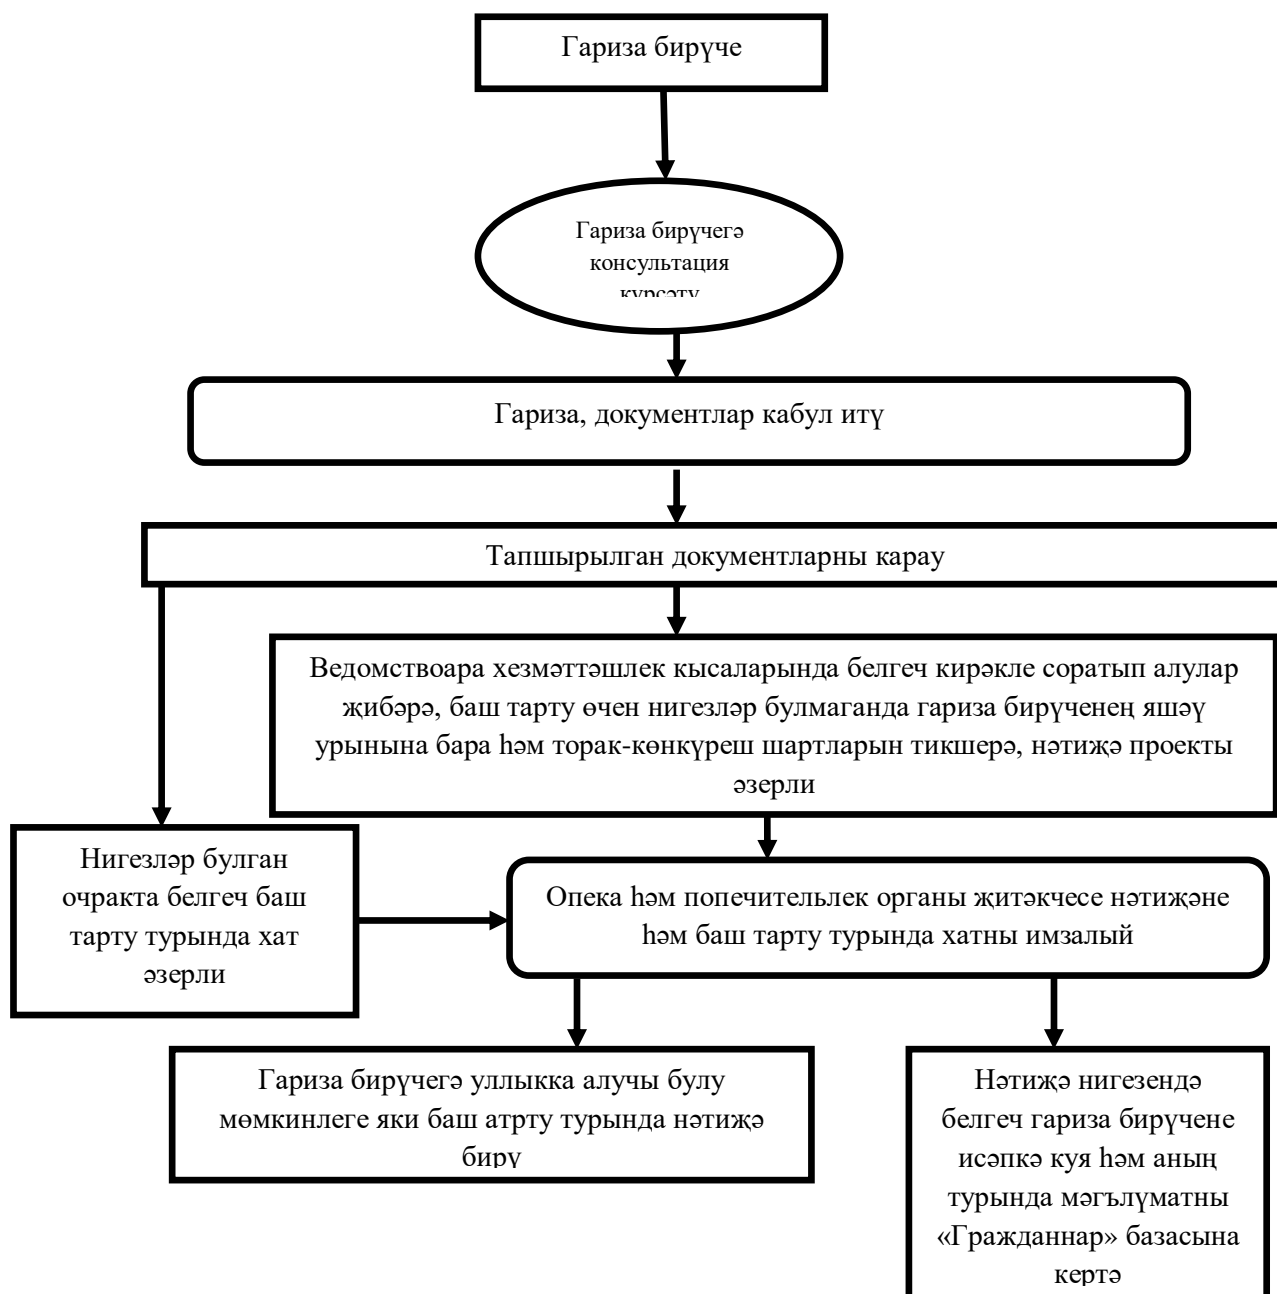 Гариза бирүче
Гариза бирүчегә
консультация
күрсәтү
Гариза, документлар кабул итү
Тапшырылган документларны карау
Ведомствоара хезмәттәшлек кысаларында белгеч кирәкле соратып алулар
җибәрә, баш тарту өчен нигезләр булмаганда гариза бирүченең яшәү
урынына бара һәм торак-көнкүреш шартларын тикшерә, нәтиҗә проекты
әзерли
Нигезләр булган
очракта белгеч баш
тарту турында хат
әзерли
Опека һәм попечительлек органы җитәкчесе нәтиҗәне
һәм баш тарту турында хатны имзалый
Гариза бирүчегә уллыкка алучы булу
мөмкинлеге яки баш атрту турында нәтиҗә
бирү
Нәтиҗә нигезендә
белгеч гариза бирүчене
исәпкә куя һәм аның
турында мәгълүматны
«Гражданнар» базасына
кертә